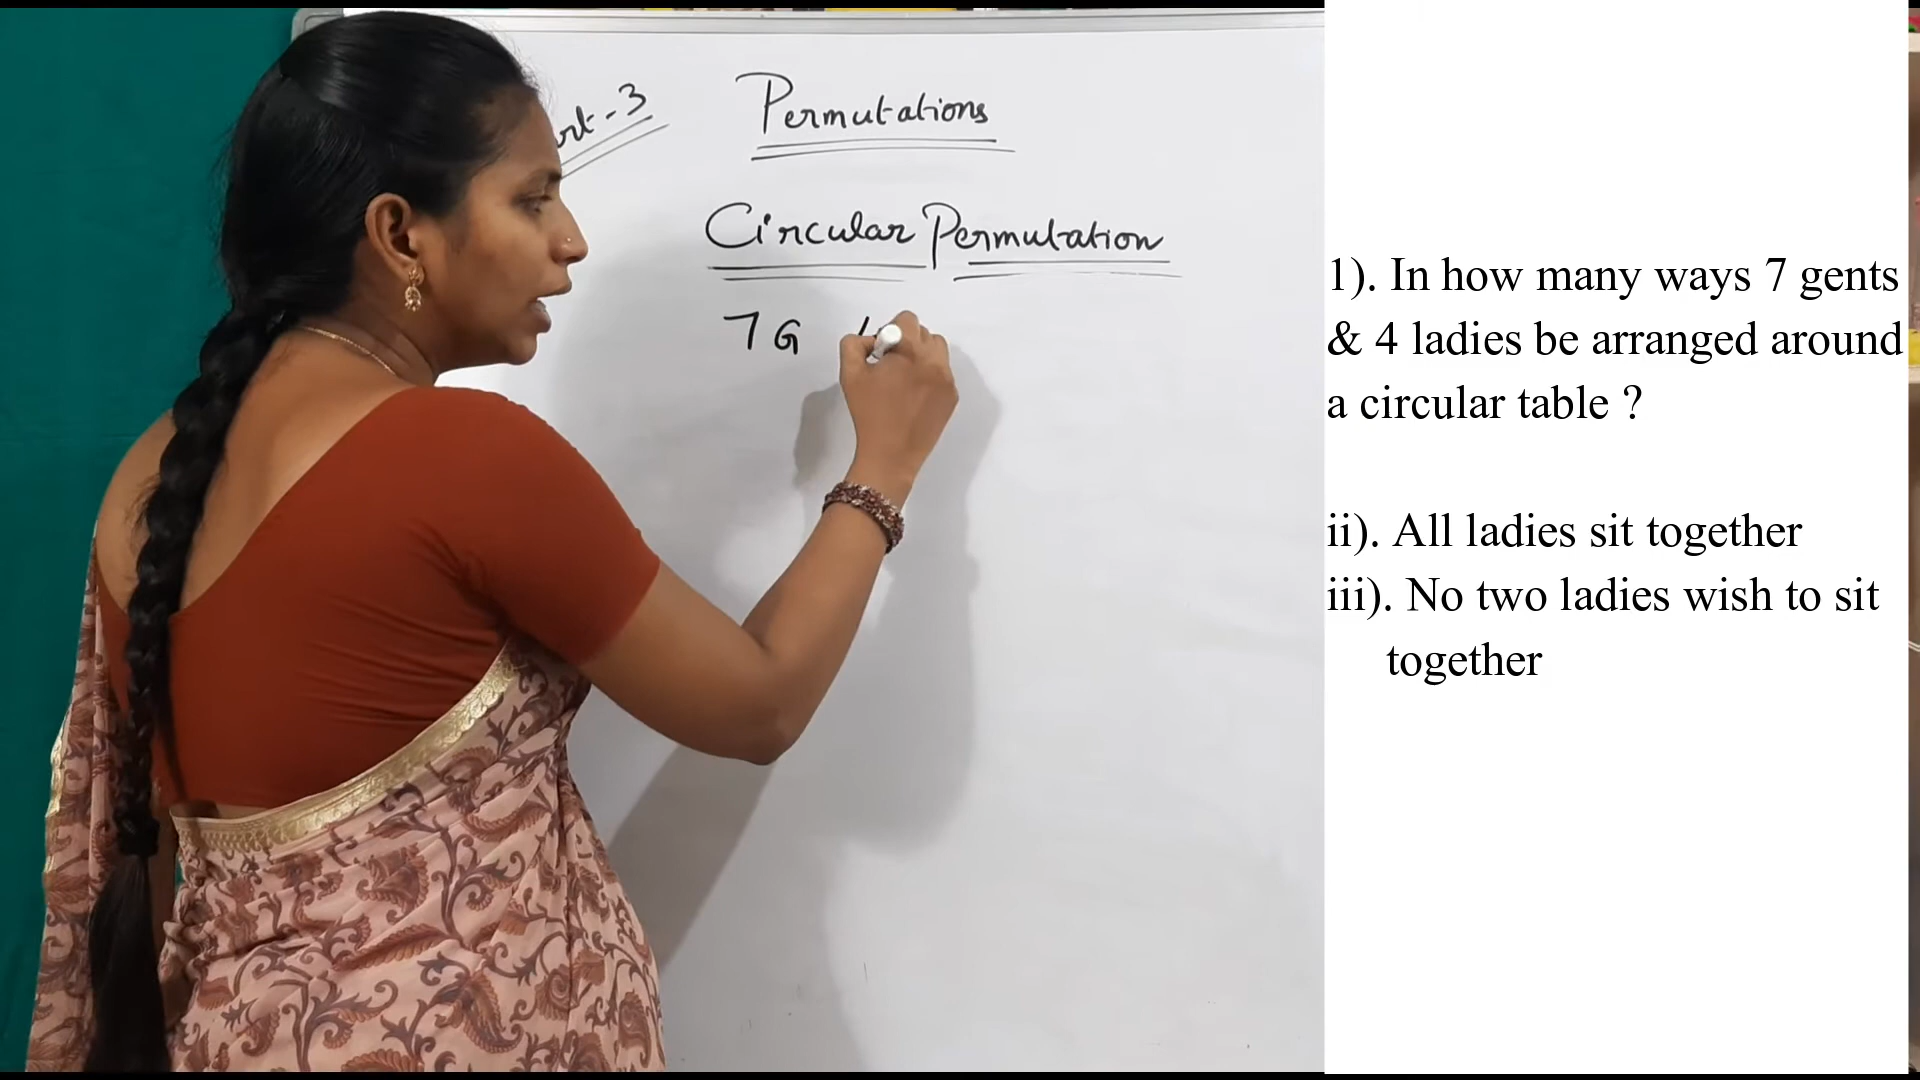 Permutations
Circular Permutation
7 G
1). In how many ways 7 gents
& 4 ladies be arranged around
a circular table ?
ii). All ladies sit together
iii). No two ladies wish to sit
together